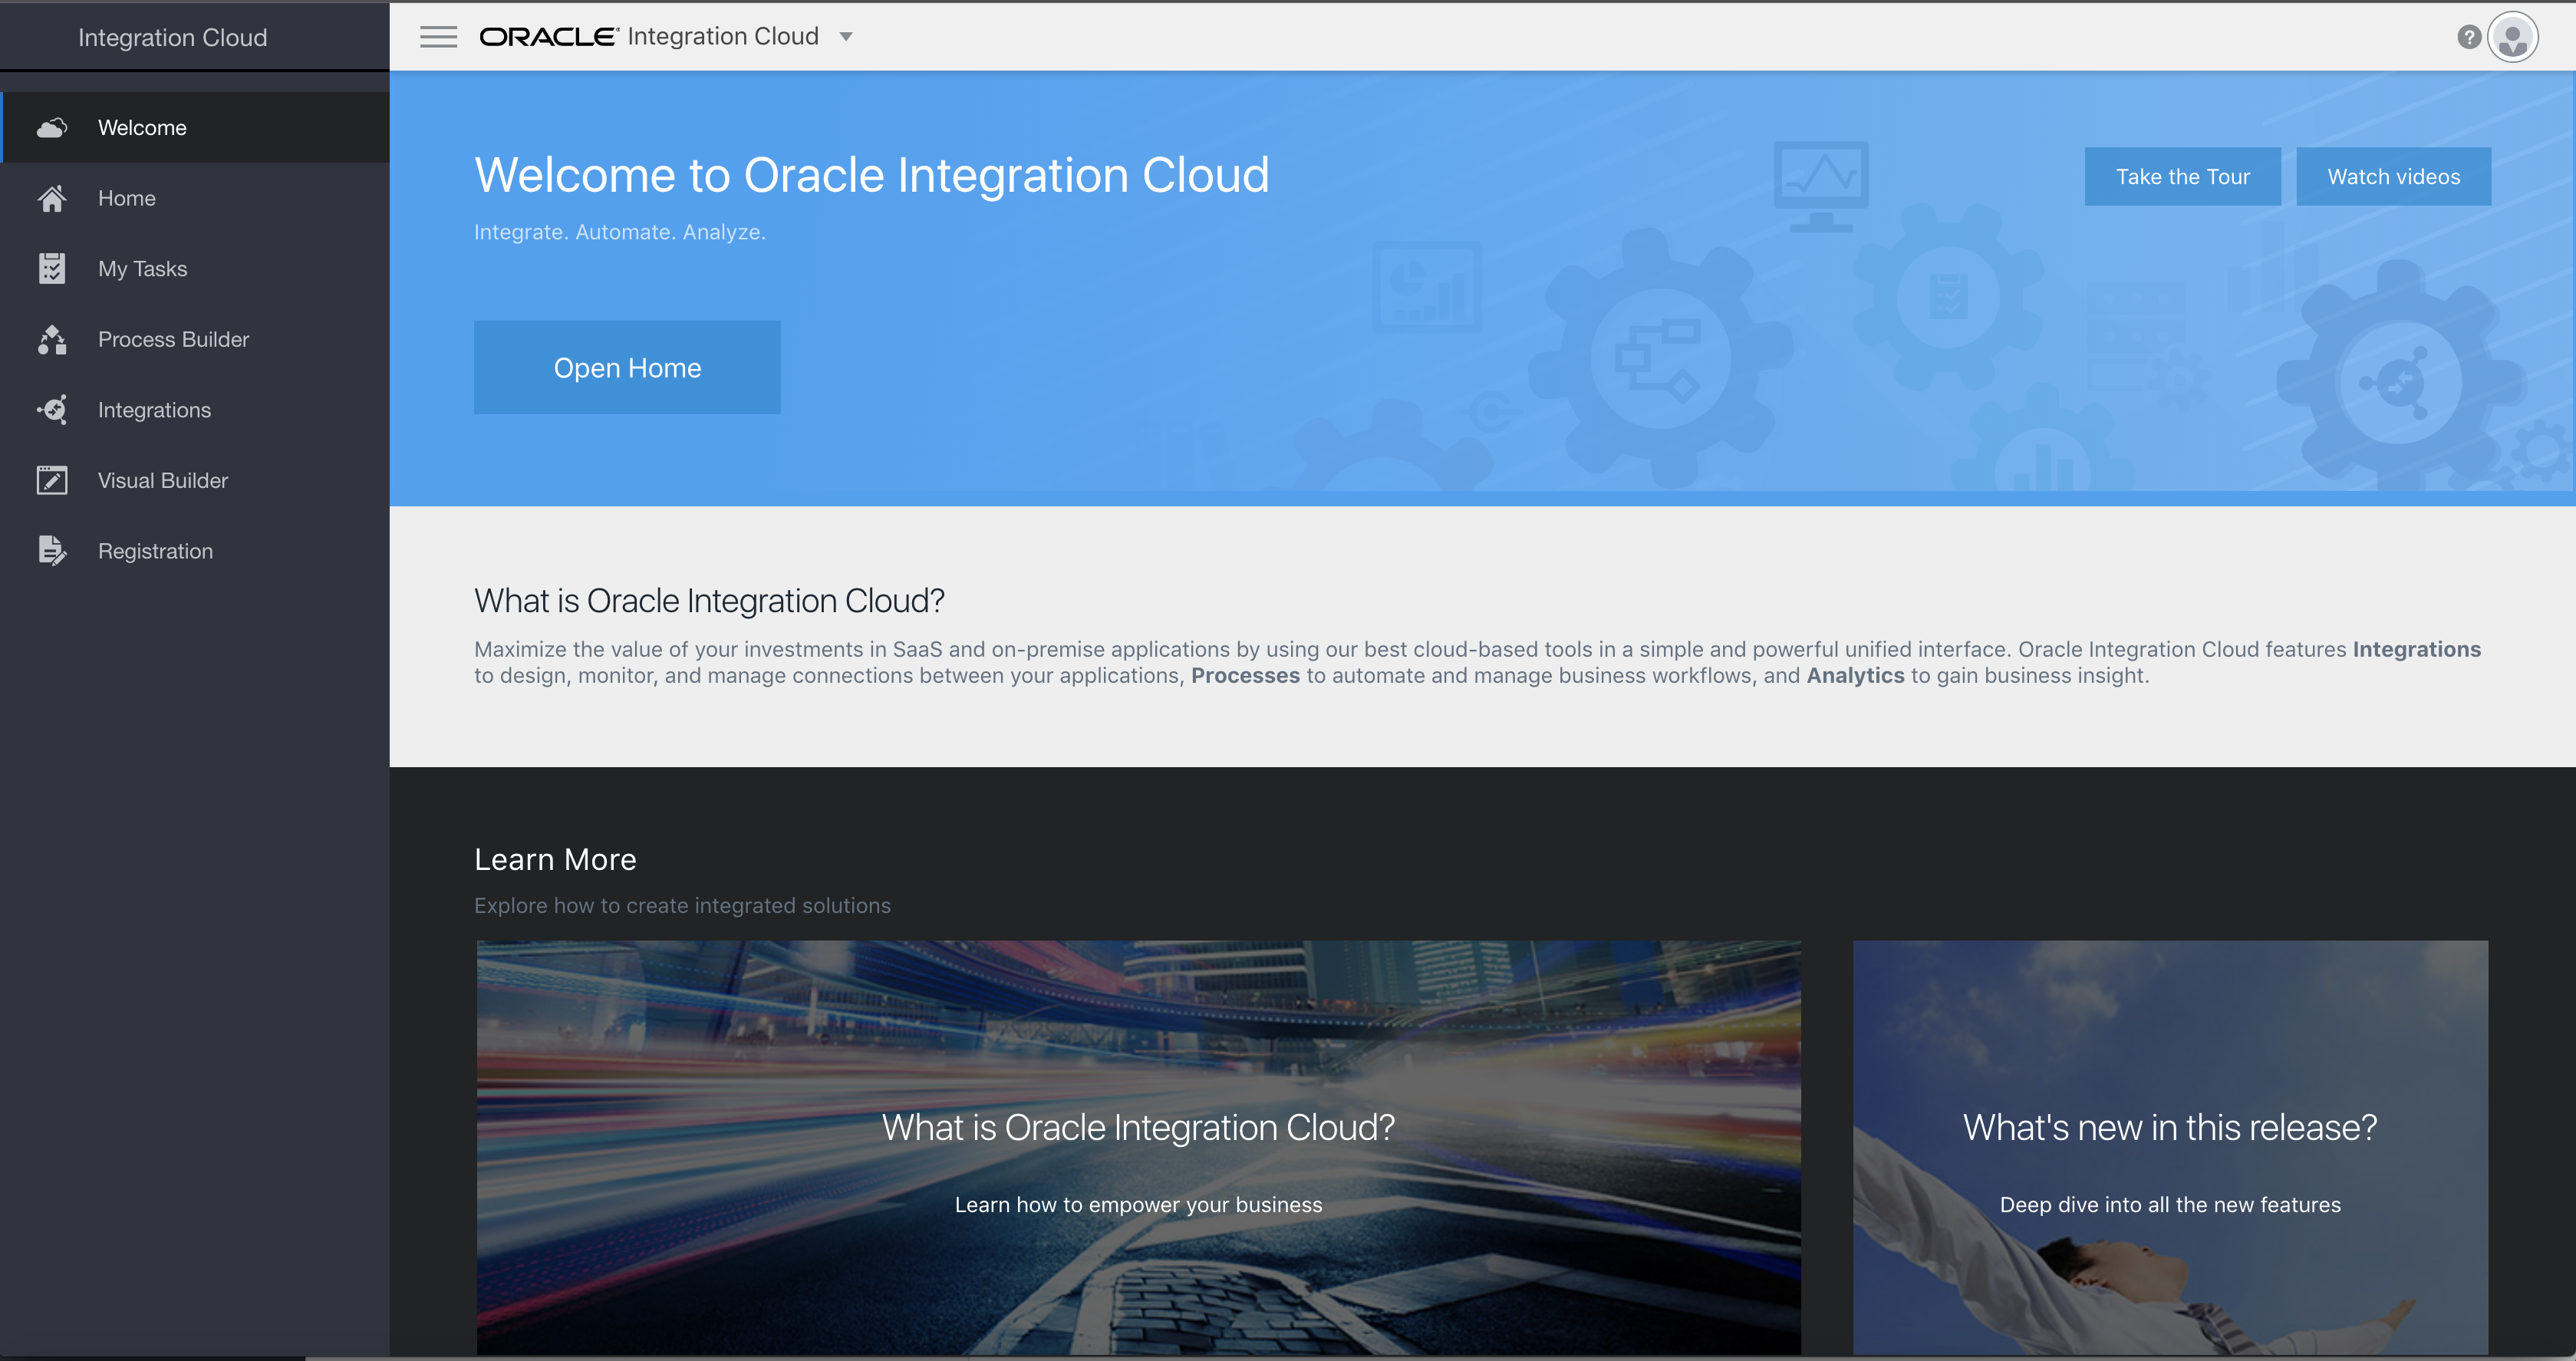 Integration Cloud
ORACLE Integration Cloud
?
Welcome
Home
My Tasks
Process Builder
Integrations
Visual Builder
Registration
Welcome to Oracle Integration Cloud
Integrate. Automate. Analyze.
Take the Tour
Watch videos
Open Home
What is Oracle Integration Cloud?
Maximize the value of your investments in SaaS and on-premise applications by using our best cloud-based tools in a simple and powerful unified interface. Oracle Integration Cloud features Integrations
to design, monitor, and manage connections between your applications, Processes to automate and manage business workflows, and Analytics to gain business insight.
Learn More
Explore how to create integrated solutions
What is Oracle Integration Cloud?
Learn how to empower your business
What's new in this release?
Deep dive into all the new features